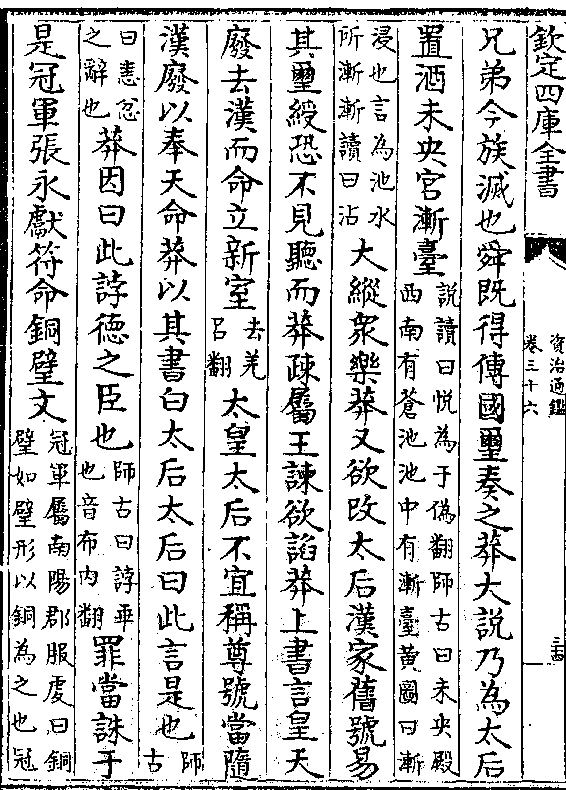 欽定四庫全書
資治通鑑
卷三十六
兄弟今族滅也舜既得傳國璽奏之莽大說乃為太后
置酒未央宮漸臺
說讀曰悅為于偽翻師古曰未央殿
西南有蒼池池中有漸臺黄圖曰漸
浸也言為池水
所漸漸讀曰沾
大縱衆樂莽又欲改太后漢家舊號易
其璽綬恐不見聽而莽疎屬王諫欲諂莽上書言皇天
廢去漢而命立新室
去羌
呂翻
太皇太后不宜稱尊號當隨
漢廢以奉天命莽以其書白太后太后曰此言是也
師
古
曰恚忿
之辭也
莽因曰此誖德之臣也
師古曰誖乖
也音布内翻
罪當誅于
是冠軍張永獻符命銅璧文
冠軍屬南陽郡服虔曰銅
璧如璧形以銅為之也冠